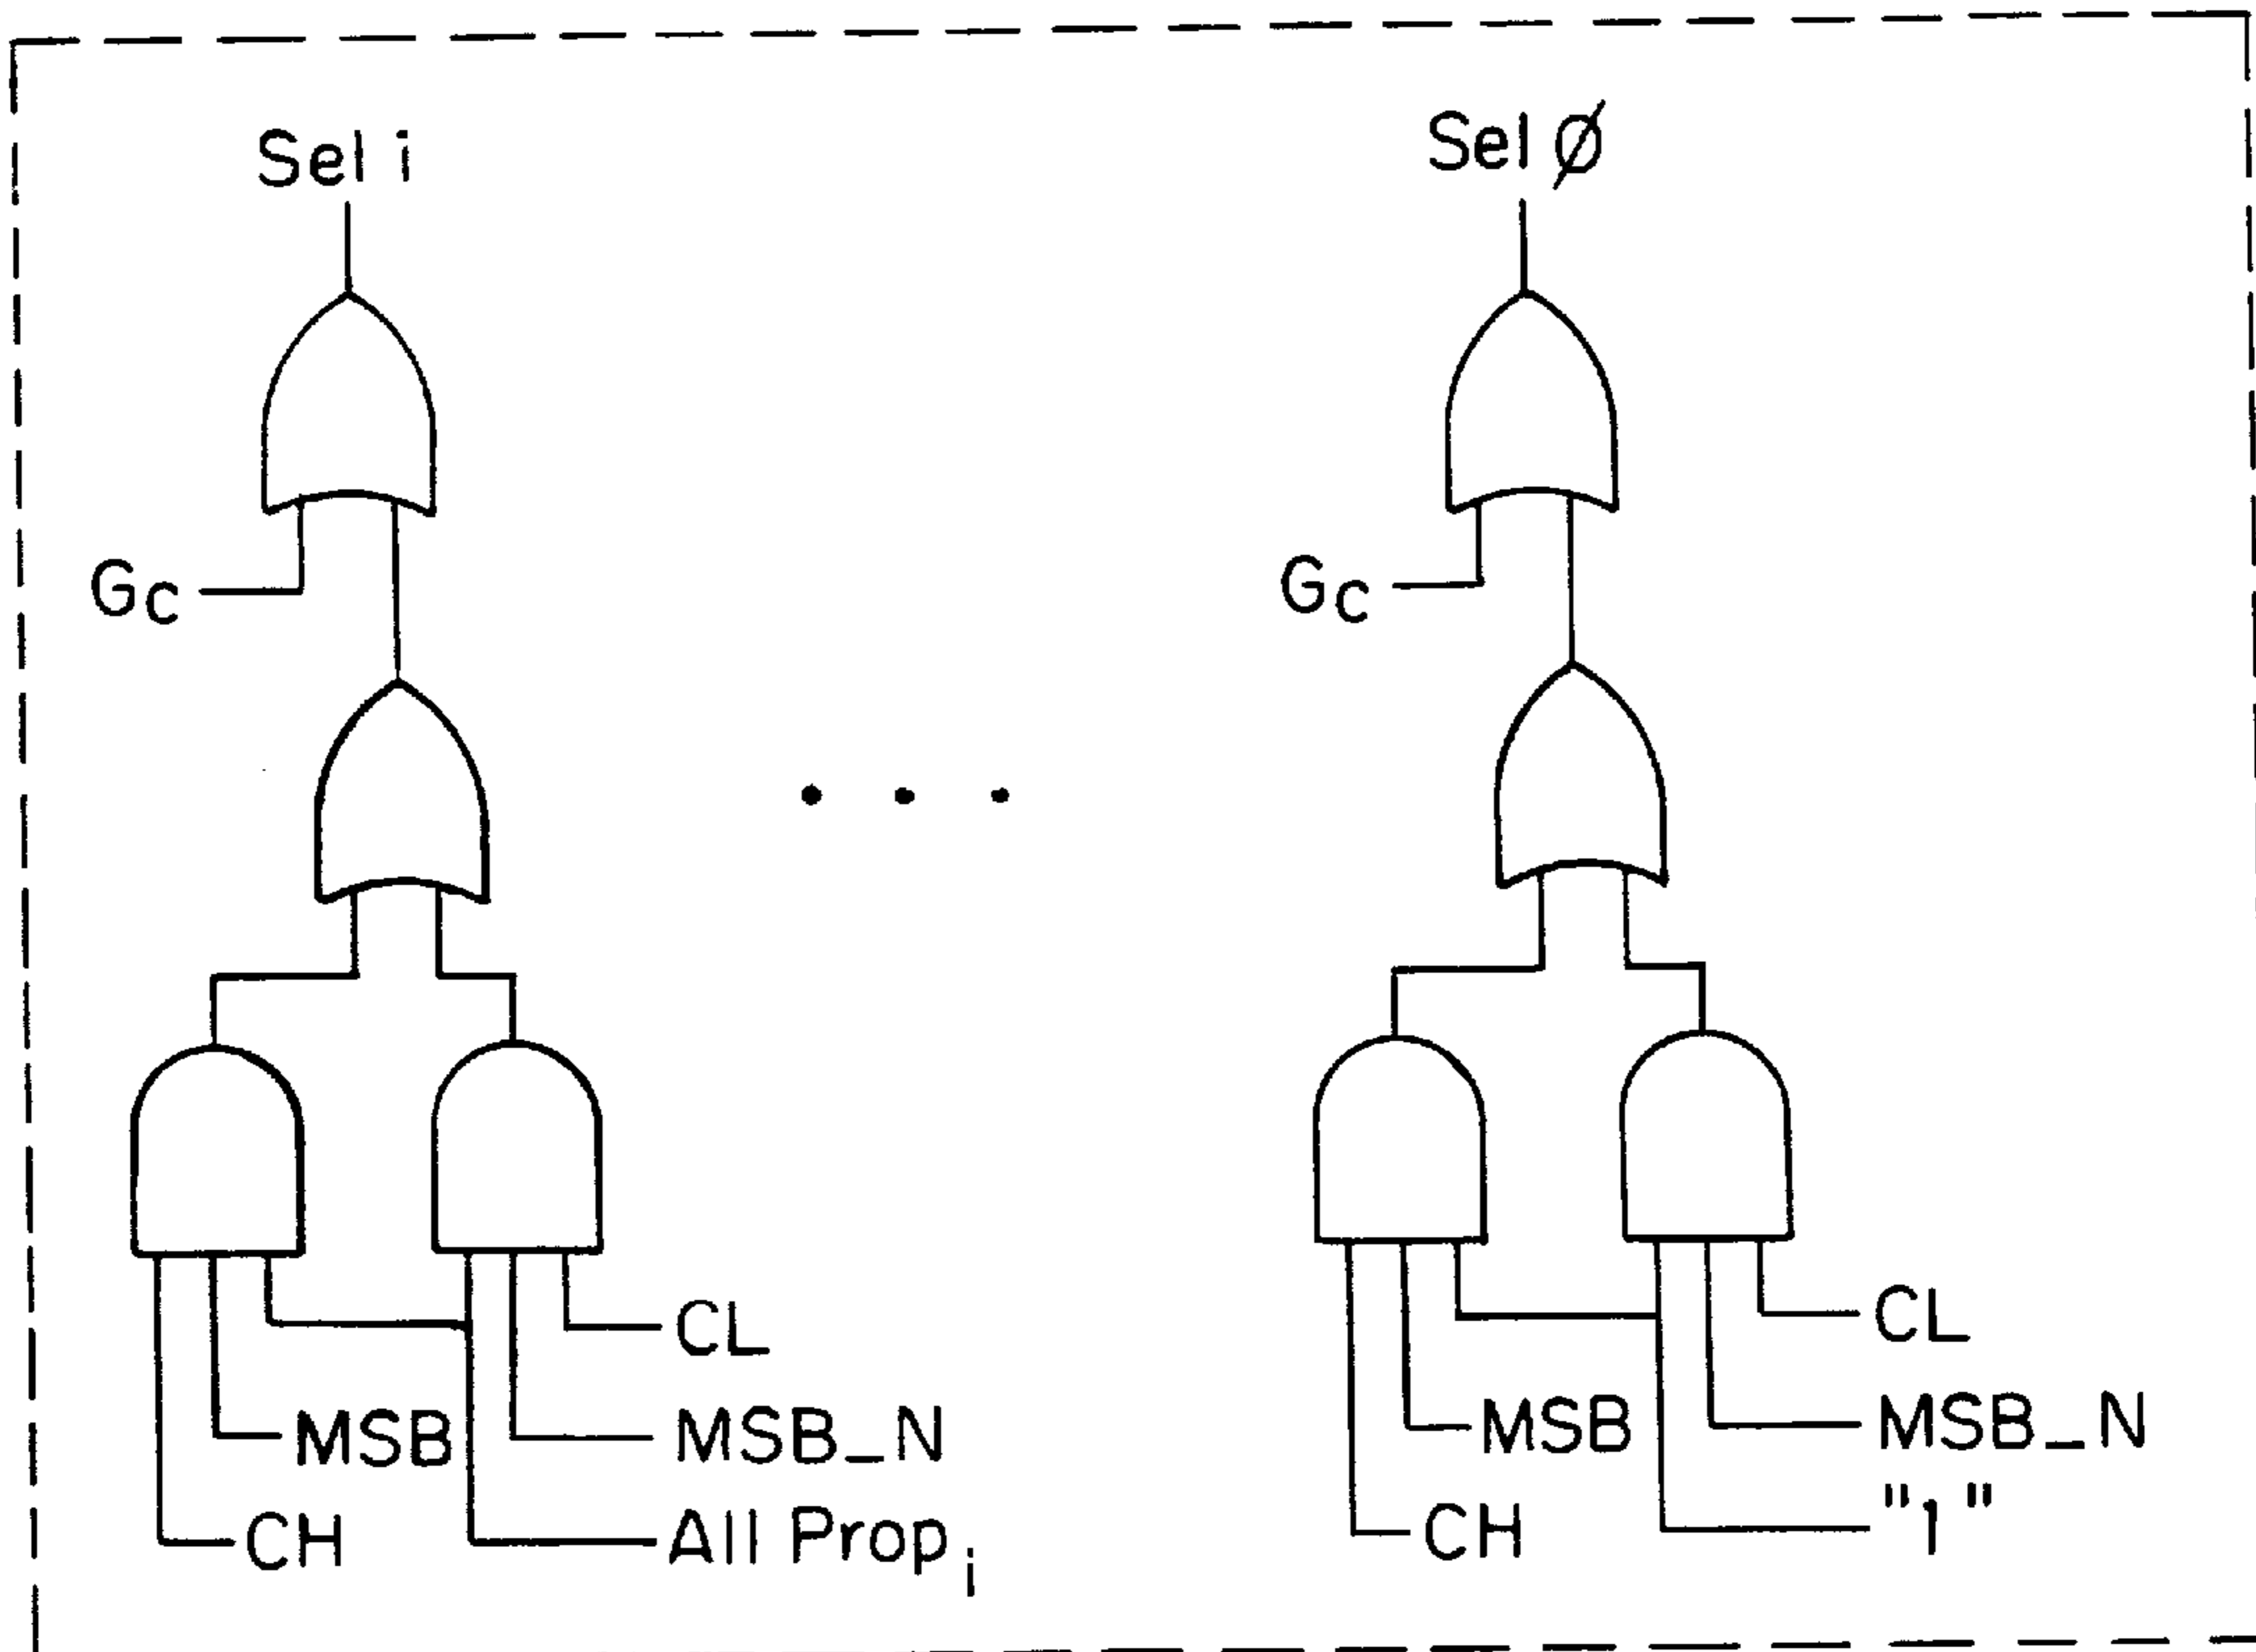 Sel i
Sel Ø
Gc
Gc
CL
MSB
MSB_N
CH
All Prop i
CL
MSB
MSB_N
CH
"1"